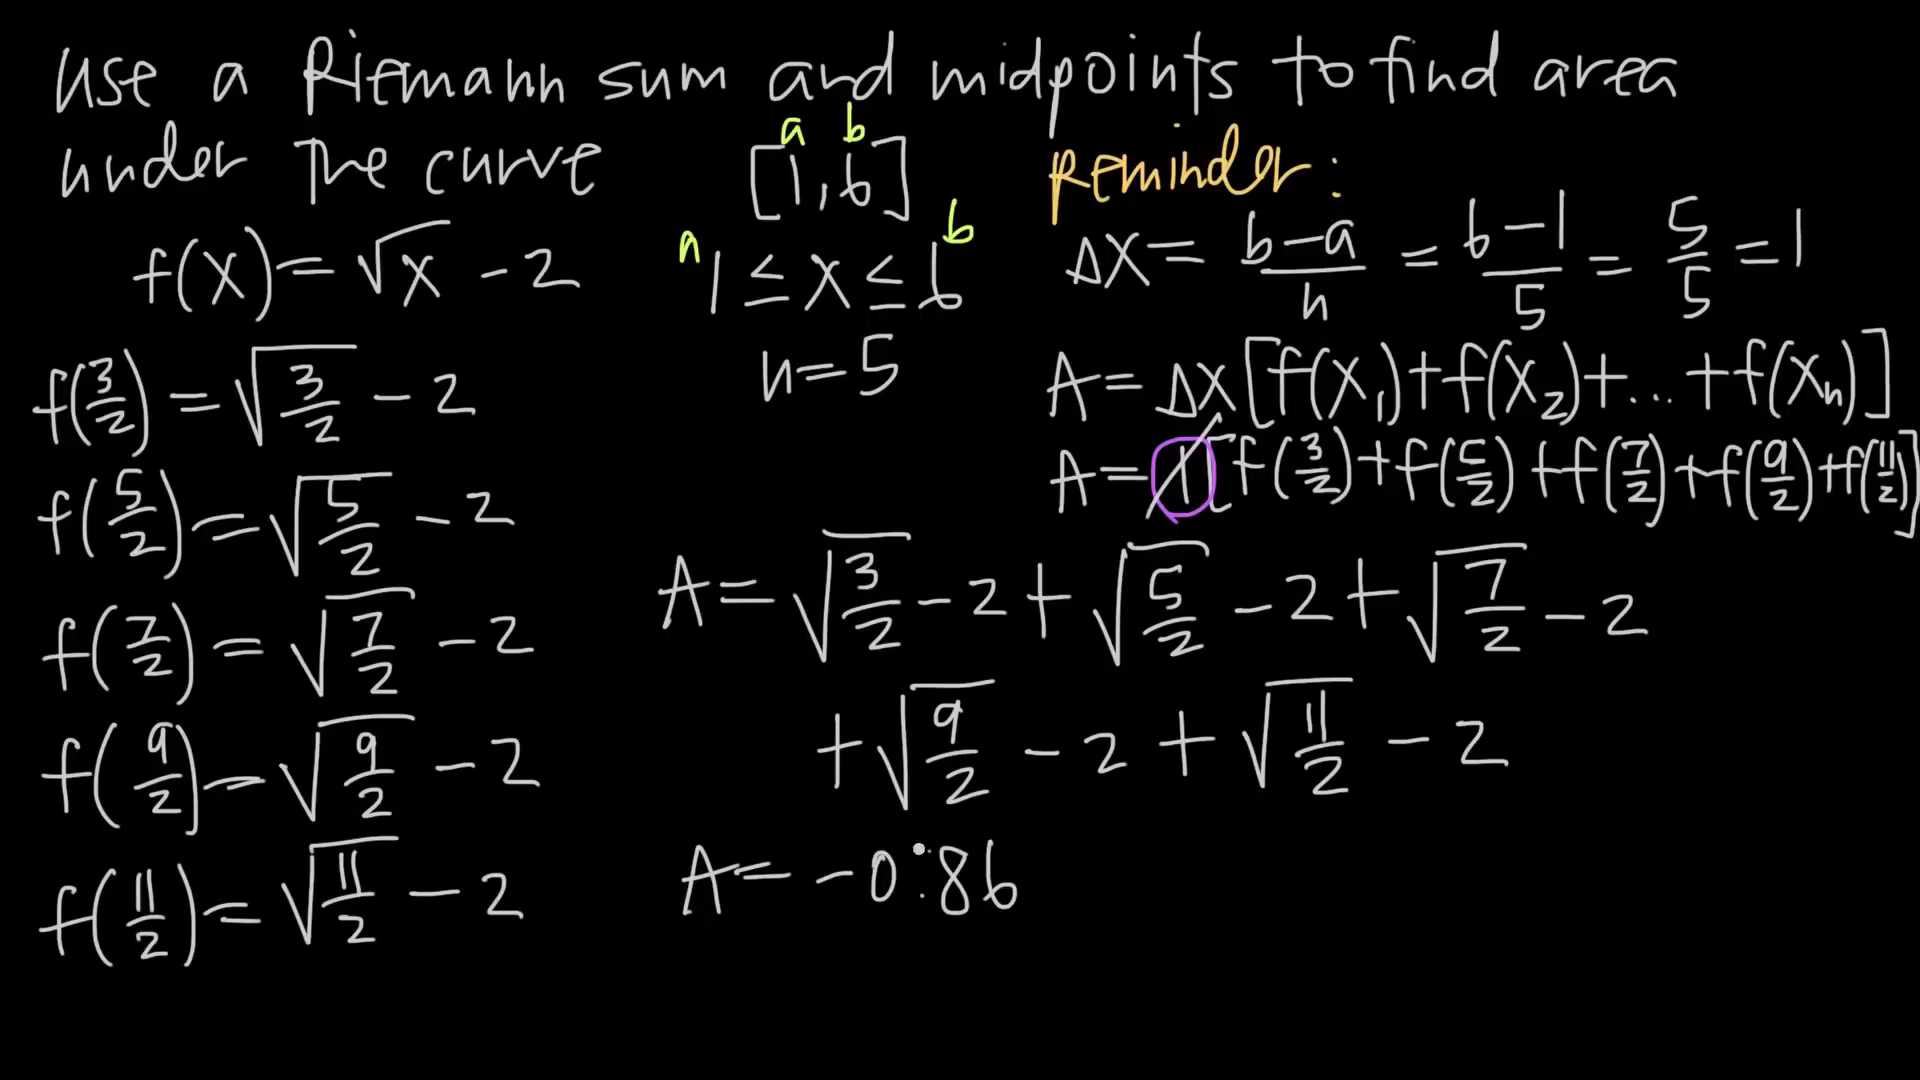 use a Riemann sum and midpoints to find area
under the curve
a b
[1,6]
Reminder:
f(x)=√x -2
a 1≤x≤6 b
Δx= b-a/n = 6-1/5 = 5/5 =1
n=5
A= Δx[f(x₁)+f(x₂)+...+f(xₙ)]
A= 1[f(3/2)+f(5/2)+f(7/2)+f(9/2)+f(11/2)]
f(3/2)=√3/2 -2
f(5/2)=√5/2 -2
f(7/2)=√7/2 -2
f(9/2)=√9/2 -2
f(11/2)=√11/2 -2
A=√3/2 -2+√5/2 -2+√7/2 -2
+√9/2 -2+√11/2 -2
A= -0.86